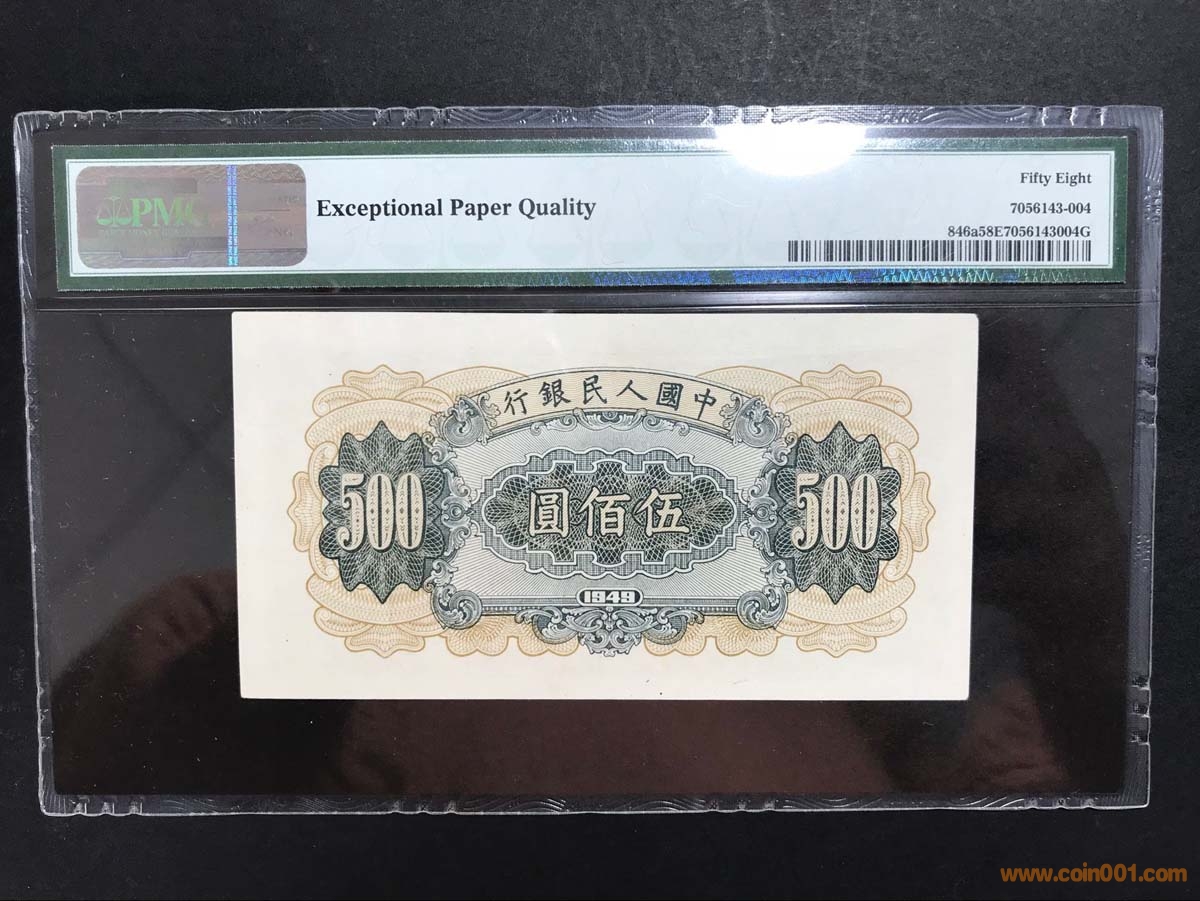 PMG
Exceptional Paper Quality
Fifty Eight
7056143-004
846a58E7056143004G
行銀民人國中
500
圓佰伍
500
1949
www.coin001.com